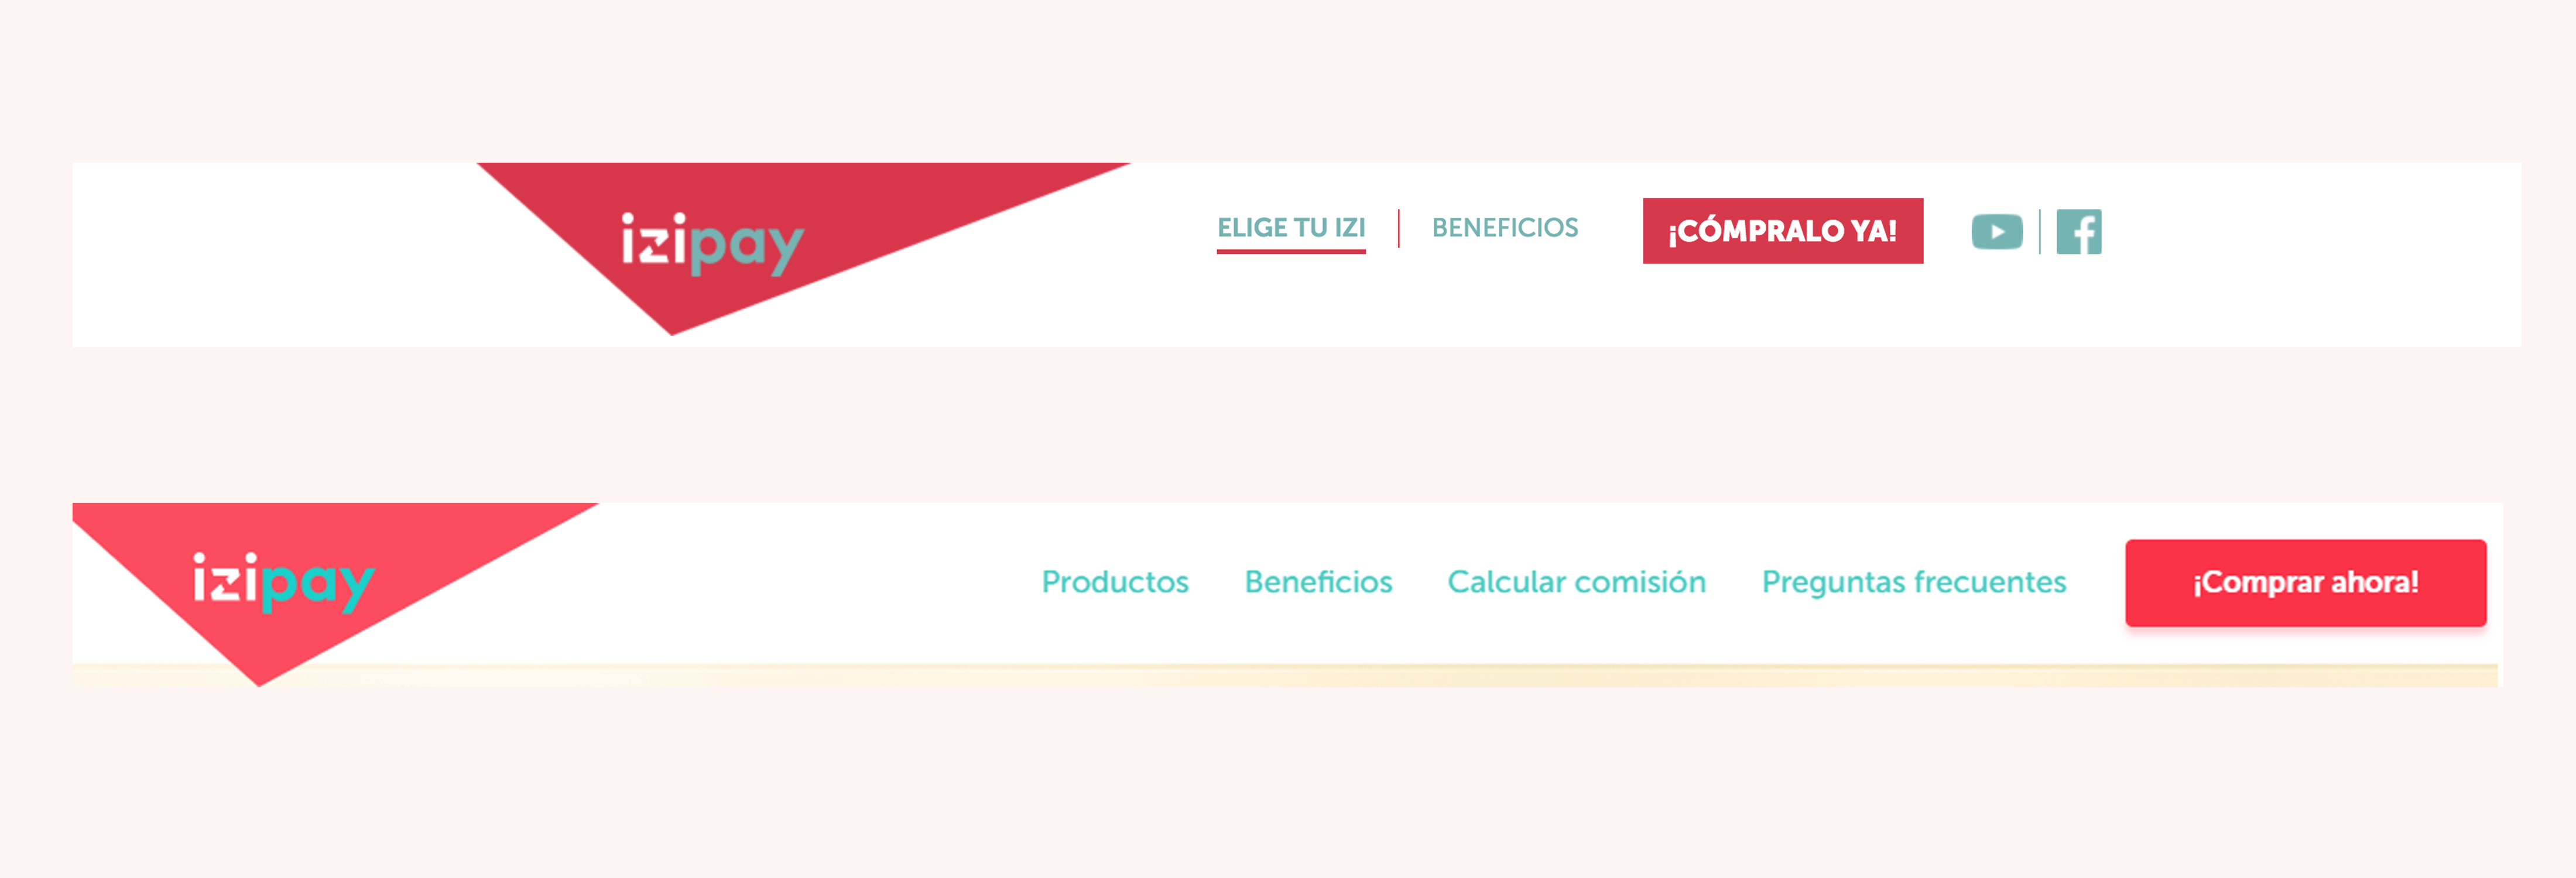 izipay
ELIGE TU IZI
BENEFICIOS
¡CÓMPRALO YA!
izipay
Productos
Beneficios
Calcular comisión
Preguntas frecuentes
¡Comprar ahora!